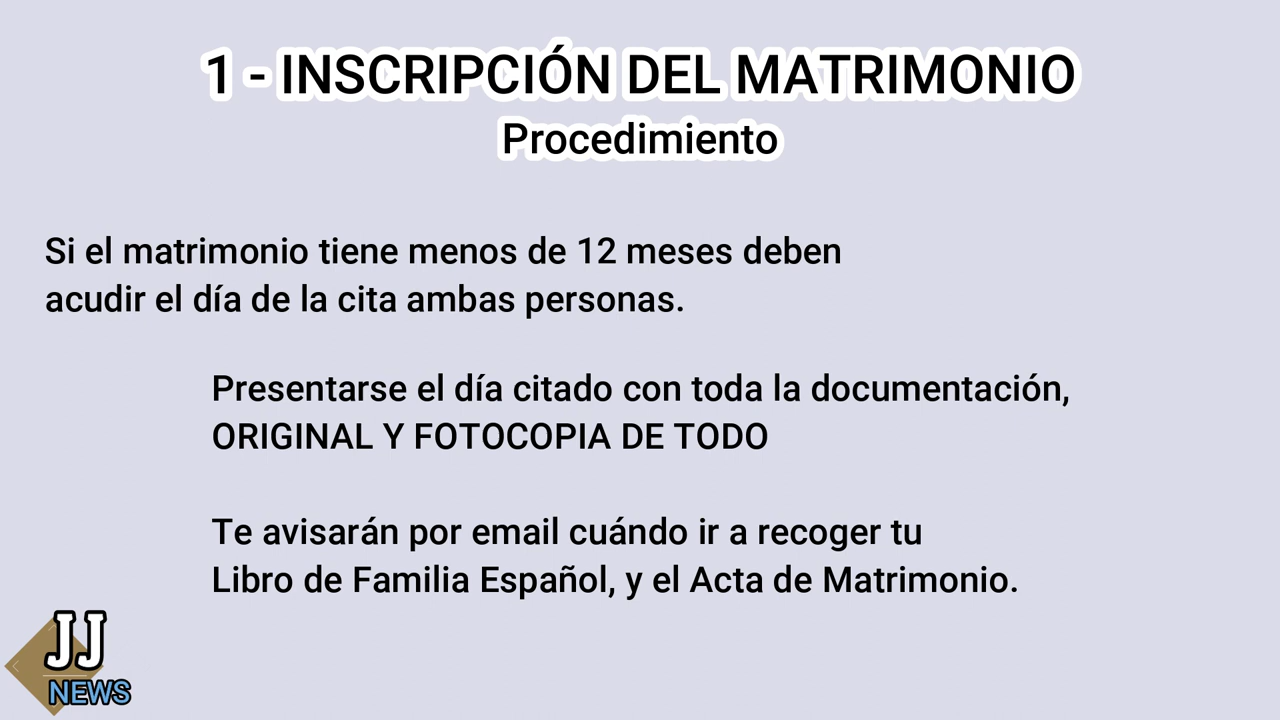 1 - INSCRIPCIÓN DEL MATRIMONIO
Procedimiento
Si el matrimonio tiene menos de 12 meses deben
acudir el día de la cita ambas personas.
Presentarse el día citado con toda la documentación,
ORIGINAL Y FOTOCOPIA DE TODO
Te avisarán por email cuándo ir a recoger tu
Libro de Familia Español, y el Acta de Matrimonio.
JJ
NEWS